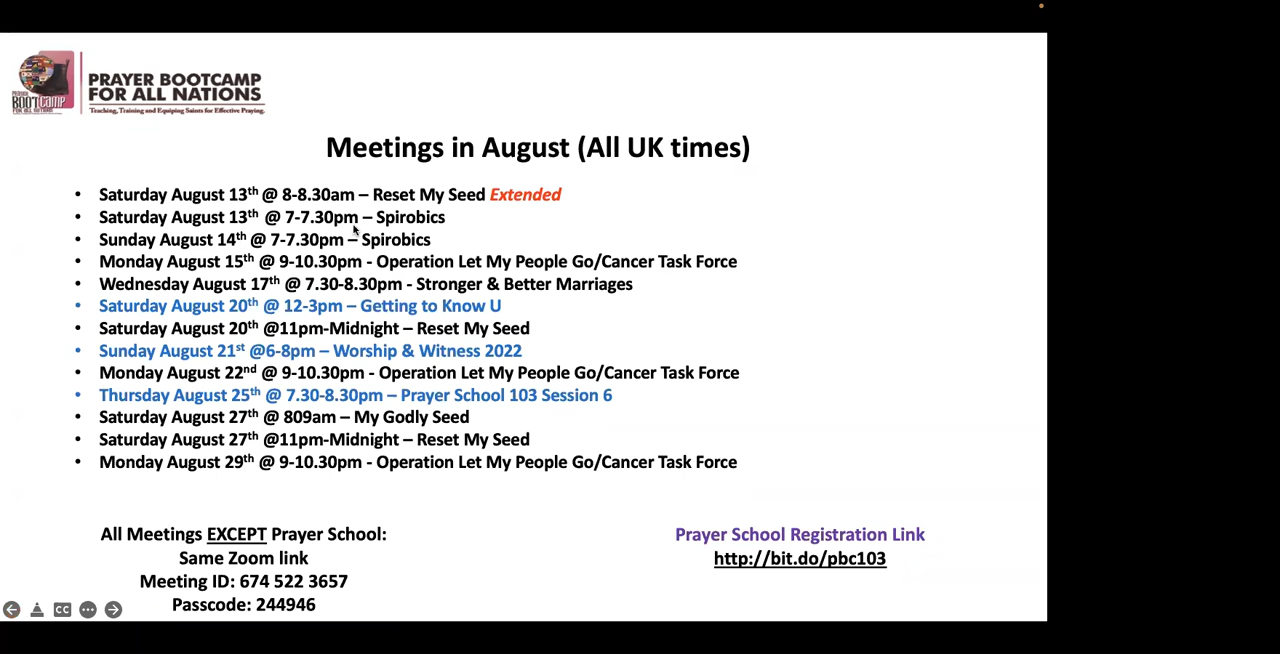 PRAYER
BOOTCAMP
FOR ALL NATIONS
PRAYER BOOTCAMP
FOR ALL NATIONS
Teaching, Training and Equiping Saints for Effective Praying.
Meetings in August (All UK times)
• Saturday August 13th @ 8-8.30am – Reset My Seed Extended
• Saturday August 13th @ 7-7.30pm – Spirobics
• Sunday August 14th @ 7-7.30pm – Spirobics
• Monday August 15th @ 9-10.30pm - Operation Let My People Go/Cancer Task Force
• Wednesday August 17th @ 7.30-8.30pm - Stronger & Better Marriages
• Saturday August 20th @ 12-3pm – Getting to Know U
• Saturday August 20th @11pm-Midnight – Reset My Seed
• Sunday August 21st @6-8pm – Worship & Witness 2022
• Monday August 22nd @ 9-10.30pm - Operation Let My People Go/Cancer Task Force
• Thursday August 25th @ 7.30-8.30pm – Prayer School 103 Session 6
• Saturday August 27th @ 809am – My Godly Seed
• Saturday August 27th @11pm-Midnight – Reset My Seed
• Monday August 29th @ 9-10.30pm - Operation Let My People Go/Cancer Task Force
All Meetings EXCEPT Prayer School:
Same Zoom link
Meeting ID: 674 522 3657
Passcode: 244946
Prayer School Registration Link
http://bit.do/pbc103
CC